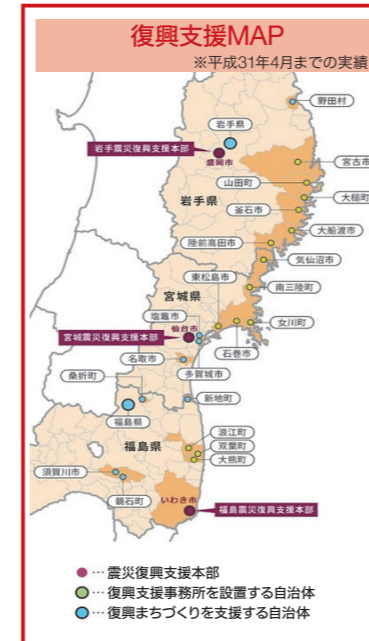 復興支援MAP
※平成31年4月までの実績
野田村
岩手県
岩手震災復興支援本部
盛岡市
宮古市
山田町
大槌町
岩手県
釜石市
大船渡市
陸前高田市
気仙沼市
東松島市
南三陸町
宮城県
塩竈市
仙台市
宮城震災復興支援本部
女川町
石巻市
名取市
多賀城市
桑折町
新地町
福島県
浪江町
双葉町
大熊町
福島県
須賀川市
鏡石町
いわき市
福島震災復興支援本部
●…震災復興支援本部
●…復興支援事務所を設置する自治体
●…復興まちづくりを支援する自治体